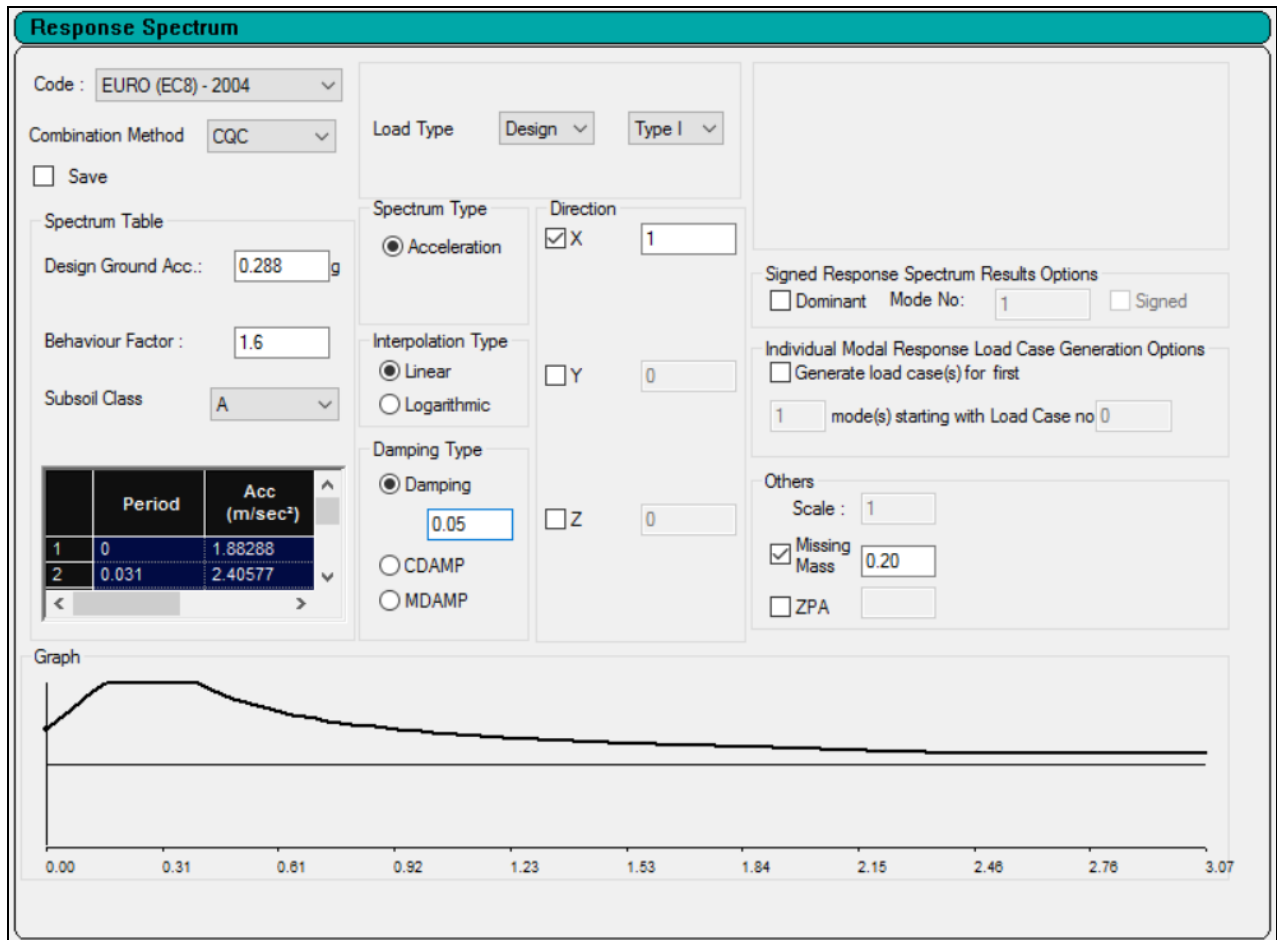 Response Spectrum
Code : EURO (EC8) - 2004
Combination Method CQC
Save
Load Type Design Type I
Spectrum Table
Design Ground Acc.: 0.288 g
Behaviour Factor : 1.6
Subsoil Class A
Period Acc (m/sec²)
1 0 1.88288
2 0.031 2.40577
Spectrum Type
Acceleration
Interpolation Type
Linear
Logarithmic
Damping Type
Damping
0.05
CDAMP
MDAMP
Direction
X 1
Y 0
Z 0
Signed Response Spectrum Results Options
Dominant Mode No: 1 Signed
Individual Modal Response Load Case Generation Options
Generate load case(s) for first
1 mode(s) starting with Load Case no 0
Others
Scale : 1
Missing Mass 0.20
ZPA
Graph
0.00 0.31 0.61 0.92 1.23 1.53 1.84 2.15 2.46 2.76 3.07